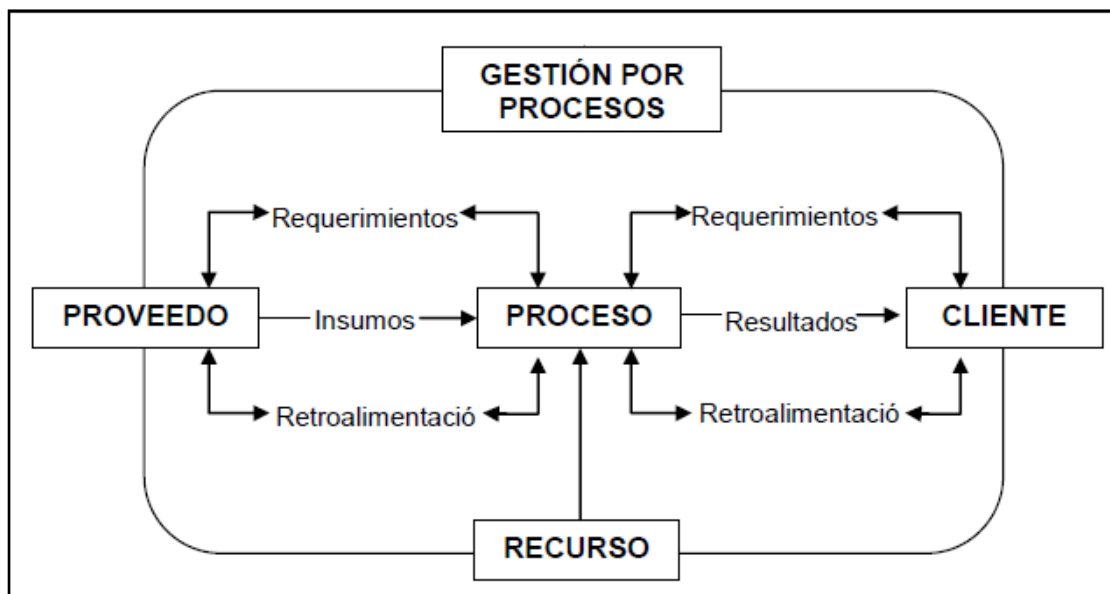 GESTIÓN POR
PROCESOS
Requerimientos
Requerimientos
PROVEEDO
Insumos
PROCESO
Resultados
CLIENTE
Retroalimentació
Retroalimentació
RECURSO